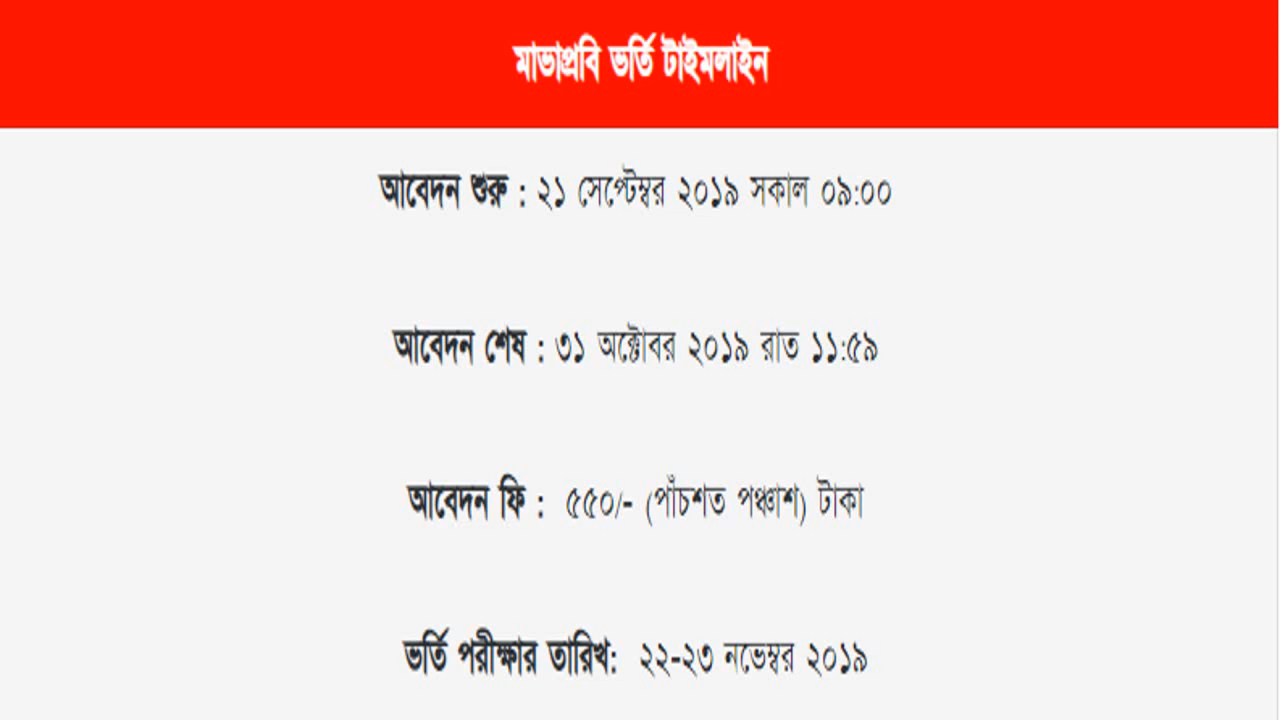 মাভাপ্রবি ভর্তি টাইমলাইন
আবেদন শুরু : ২১ সেপ্টেম্বর ২০১৯ সকাল ০৯:০০
আবেদন শেষ : ৩১ অক্টোবর ২০১৯ রাত ১১:৫৯
আবেদন ফি : ৫৫০/- (পাঁচশত পঞ্চাশ) টাকা
ভর্তি পরীক্ষার তারিখ: ২২-২৩ নভেম্বর ২০১৯